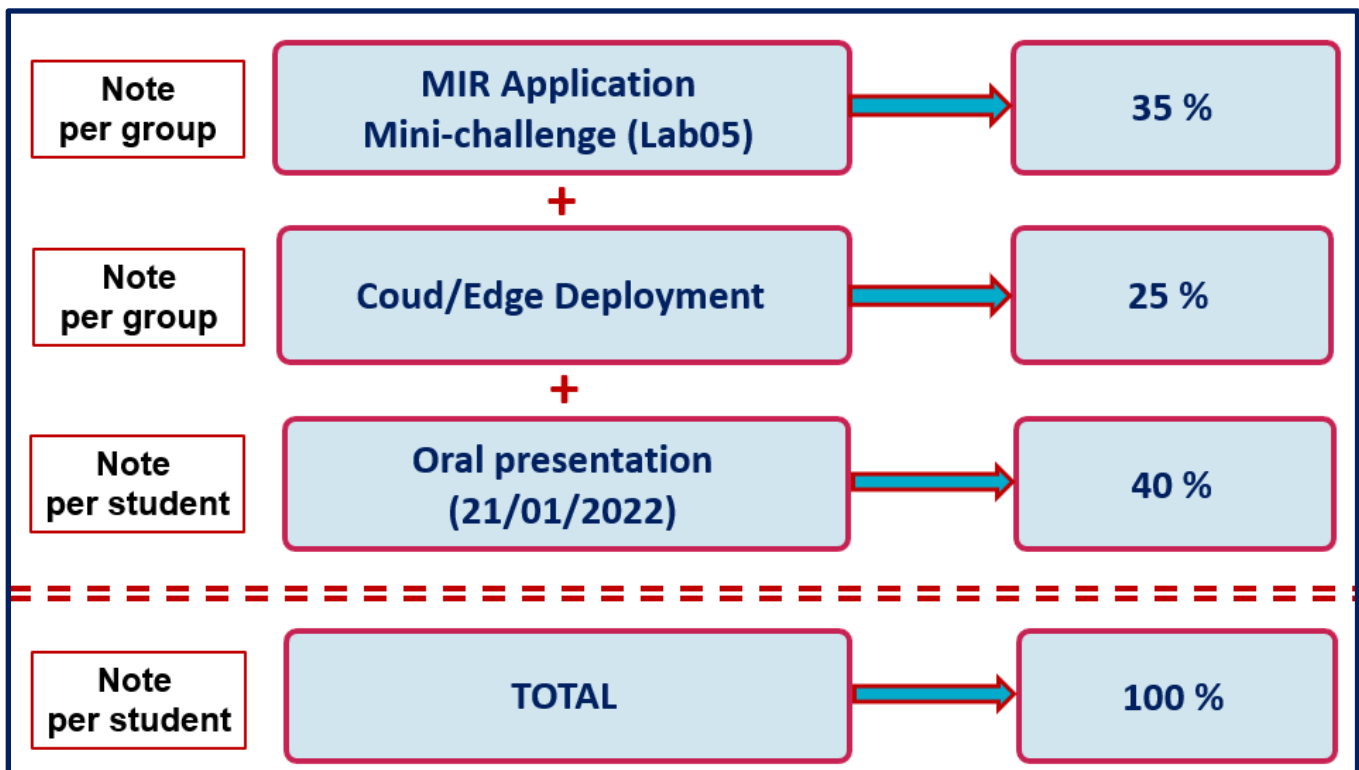 Note
per group
MIR Application
Mini-challenge (Lab05)
35 %
+
Note
per group
Coud/Edge Deployment
25 %
+
Note
per student
Oral presentation
(21/01/2022)
40 %
Note
per student
TOTAL
100 %